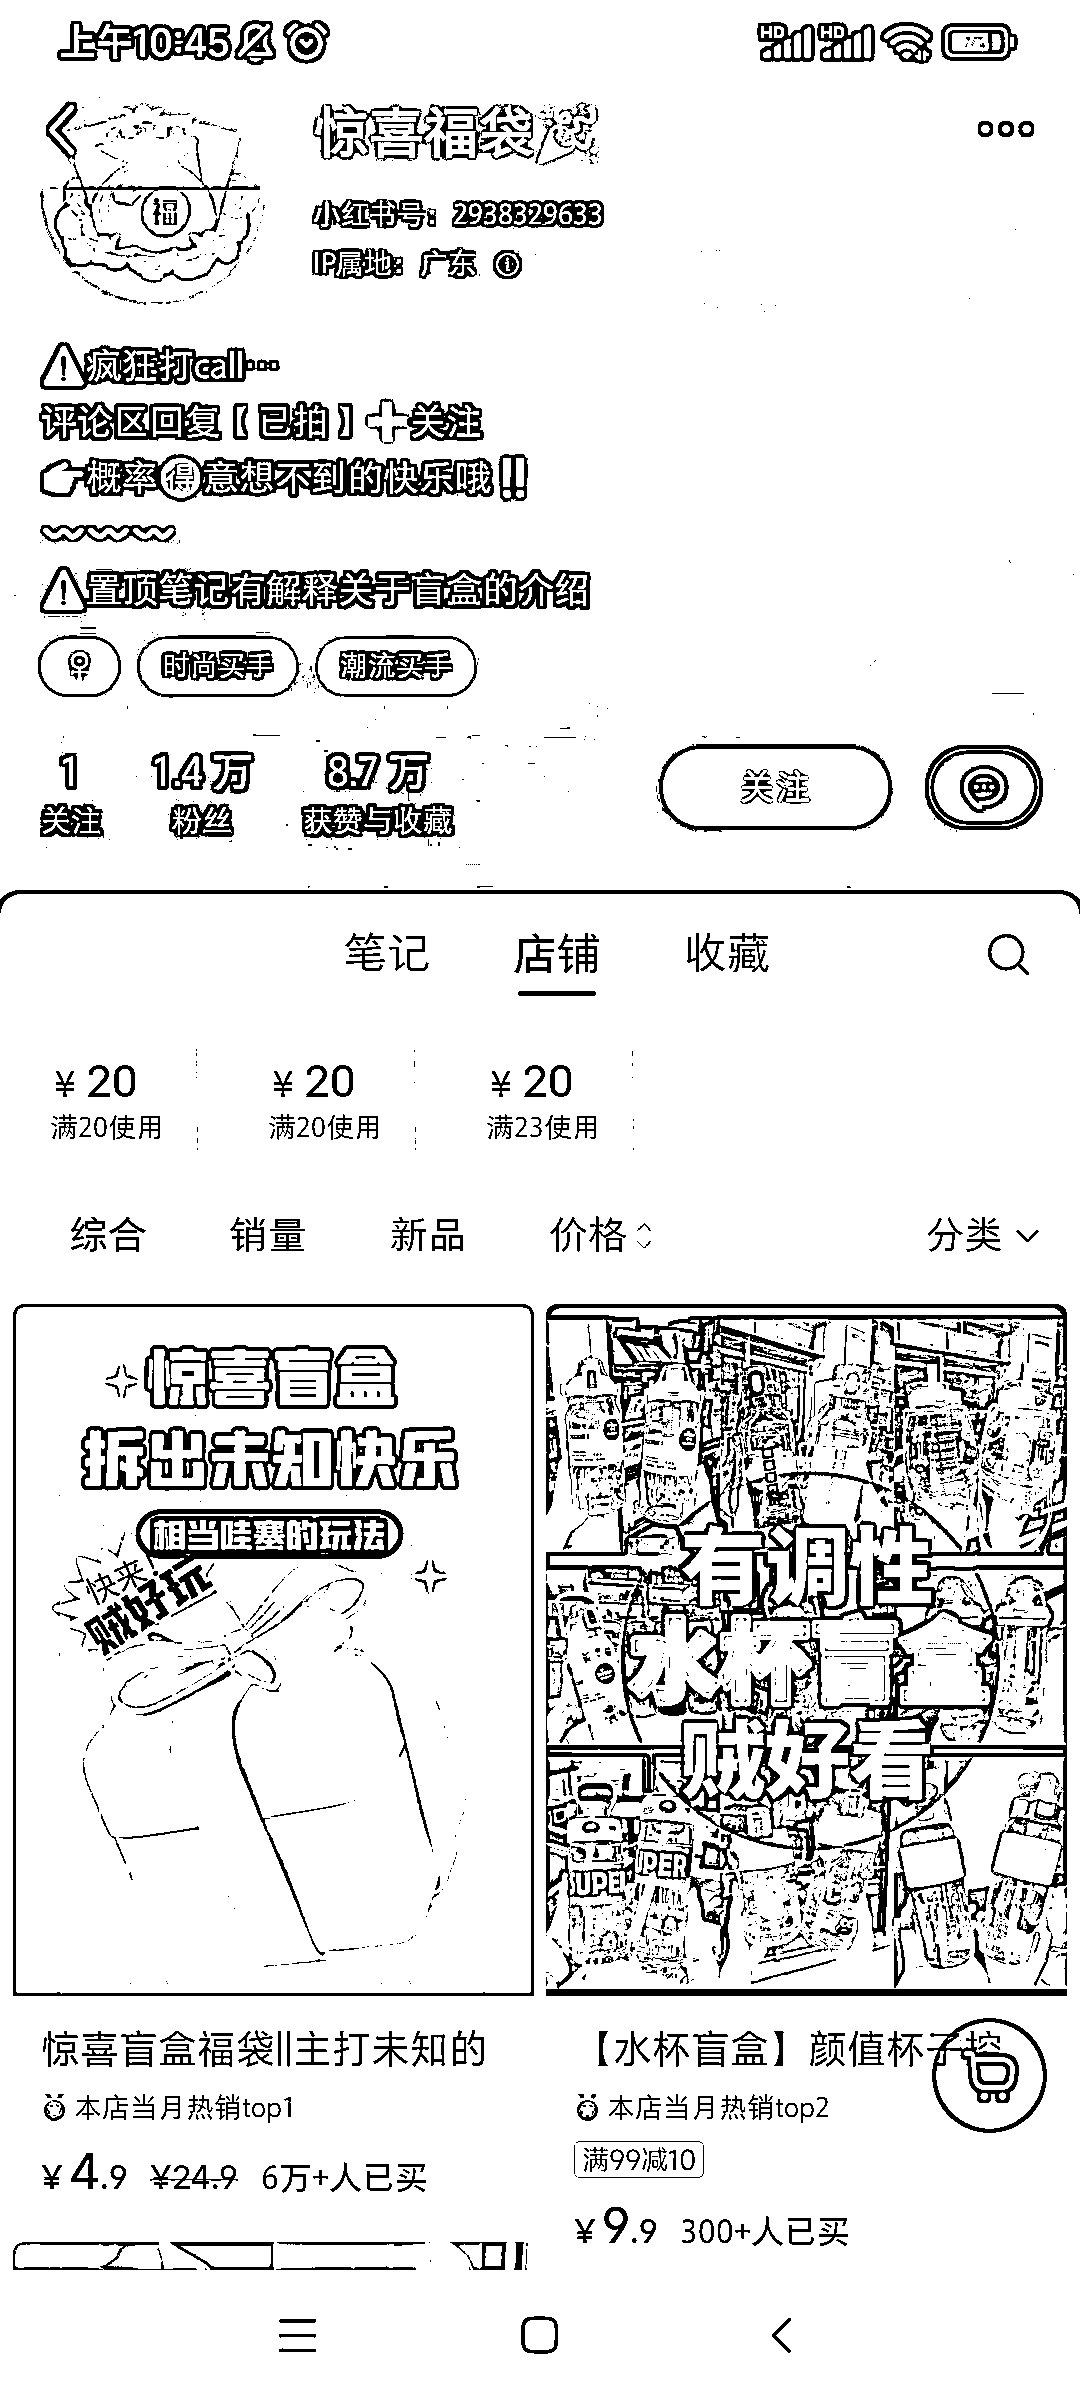 上午10:45
惊喜福袋
小红书号：2938329633
IP属地：广东
疯狂打call…
评论区回复【已拍】➕关注
概率得意想不到的快乐哦‼
置顶笔记有解释关于盲盒的介绍
时尚买手 潮流买手
1 1.4万 8.7万
关注 粉丝 获赞与收藏 关注
笔记 店铺 收藏
¥20 ¥20 ¥20
满20使用 满20使用 满23使用
综合 销量 新品 价格 分类
惊喜盲盒
拆出未知快乐
相当哇塞的玩法
快来
贼好玩
福
有调性
水杯盲盒
贼好看
SUPER
惊喜盲盒福袋||主打未知的
本店当月热销top1
¥4.9 ¥24.9 6万+人已买
【水杯盲盒】颜值杯子控
本店当月热销top2
满99减10
¥9.9 300+人已买